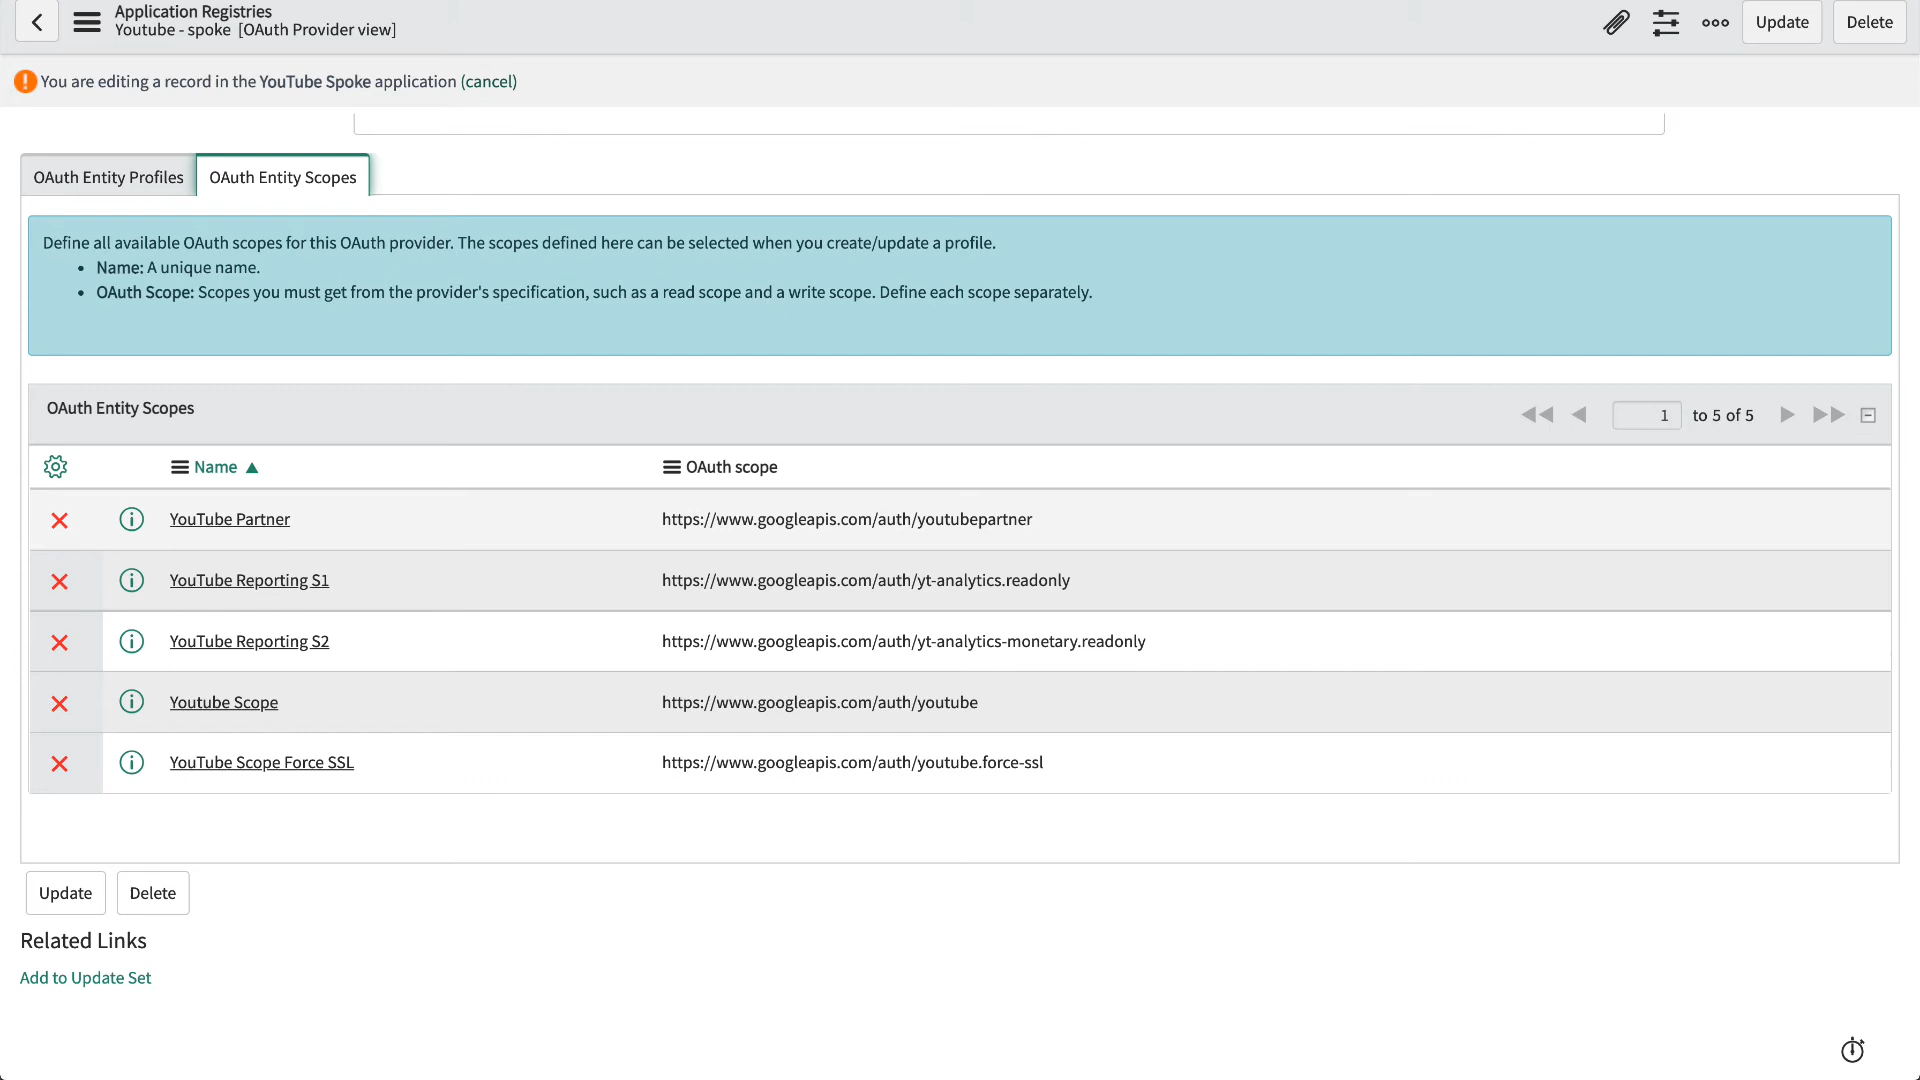 Application Registries
Youtube - spoke [OAuth Provider view]
Update
Delete
You are editing a record in the YouTube Spoke application (cancel)
OAuth Entity Profiles
OAuth Entity Scopes
Define all available OAuth scopes for this OAuth provider. The scopes defined here can be selected when you create/update a profile.
• Name: A unique name.
• OAuth Scope: Scopes you must get from the provider's specification, such as a read scope and a write scope. Define each scope separately.
OAuth Entity Scopes
1 to 5 of 5
Name ▲
OAuth scope
YouTube Partner
https://www.googleapis.com/auth/youtubepartner
YouTube Reporting S1
https://www.googleapis.com/auth/yt-analytics.readonly
YouTube Reporting S2
https://www.googleapis.com/auth/yt-analytics-monetary.readonly
Youtube Scope
https://www.googleapis.com/auth/youtube
YouTube Scope Force SSL
https://www.googleapis.com/auth/youtube.force-ssl
Update
Delete
Related Links
Add to Update Set